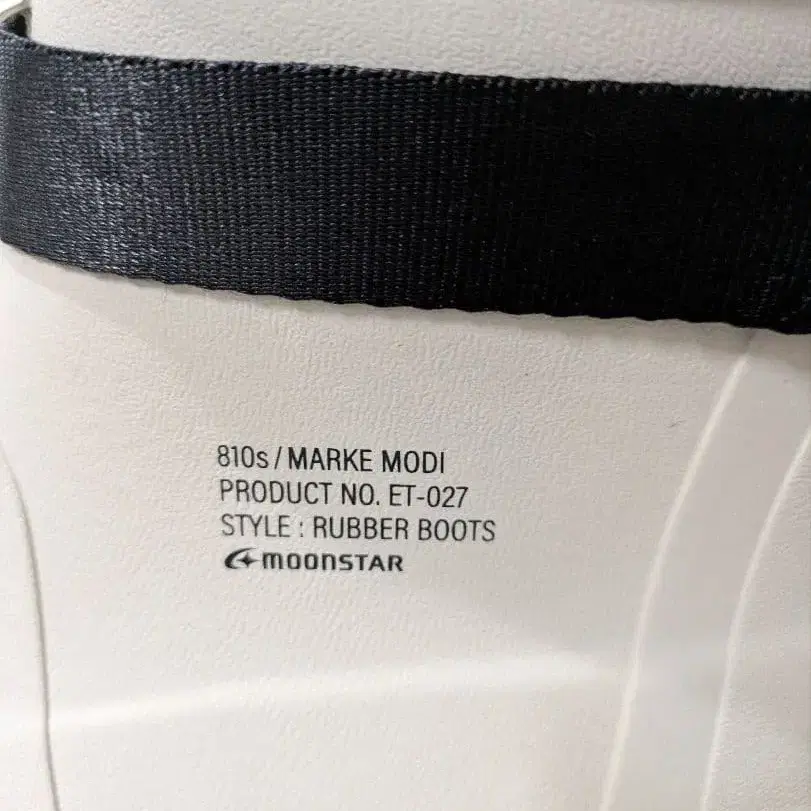 810s / MARKE MODI
PRODUCT NO. ET-027
STYLE : RUBBER BOOTS
MOONSTAR